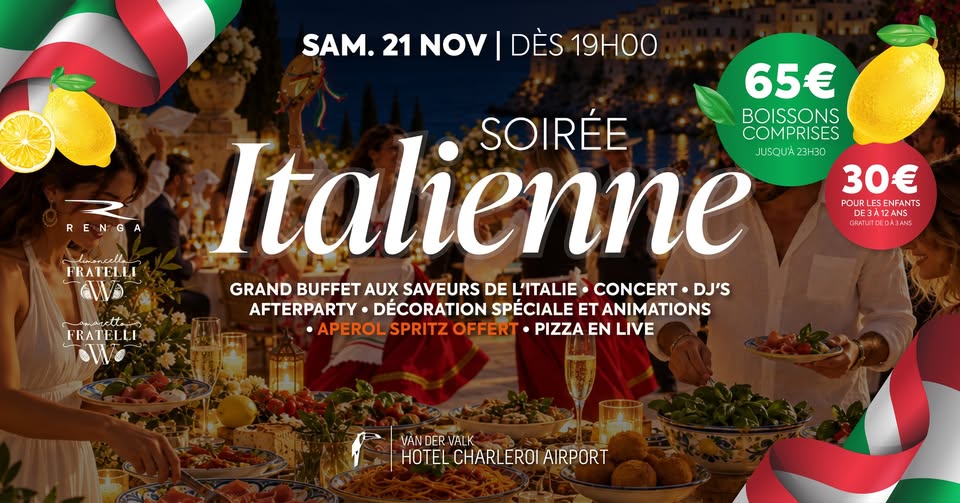 SAM. 21 NOV | DÈS 19H00
65€
BOISSONS
COMPRISES
JUSQU'À 23H30
30€
POUR LES ENFANTS
DE 3 À 12 ANS
GRATUIT DE 0 À 3 ANS
SOIRÉE
Italienne
RENGA
limoncello
FRATELLI
W
amaretto
FRATELLI
W
GRAND BUFFET AUX SAVEURS DE L'ITALIE • CONCERT • DJ'S
AFTERPARTY • DÉCORATION SPÉCIALE ET ANIMATIONS
• APEROL SPRITZ OFFERT • PIZZA EN LIVE
VAN DER VALK
HOTEL CHARLEROI AIRPORT